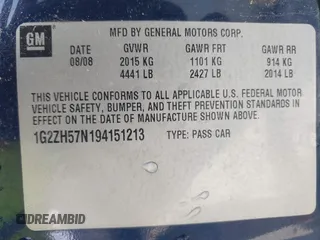 GM
MFD BY GENERAL MOTORS CORP.
DATE GVWR GAWR FRT GAWR RR
08/08 2015 KG 1101 KG 914 KG
4441 LB 2427 LB 2014 LB
THIS VEHICLE CONFORMS TO ALL APPLICABLE U.S. FEDERAL MOTOR
VEHICLE SAFETY, BUMPER, AND THEFT PREVENTION STANDARDS IN
EFFECT ON THE DATE OF MANUFACTURE SHOWN ABOVE.
1G2ZH57N194151213 TYPE: PASS CAR
© DREAMBID